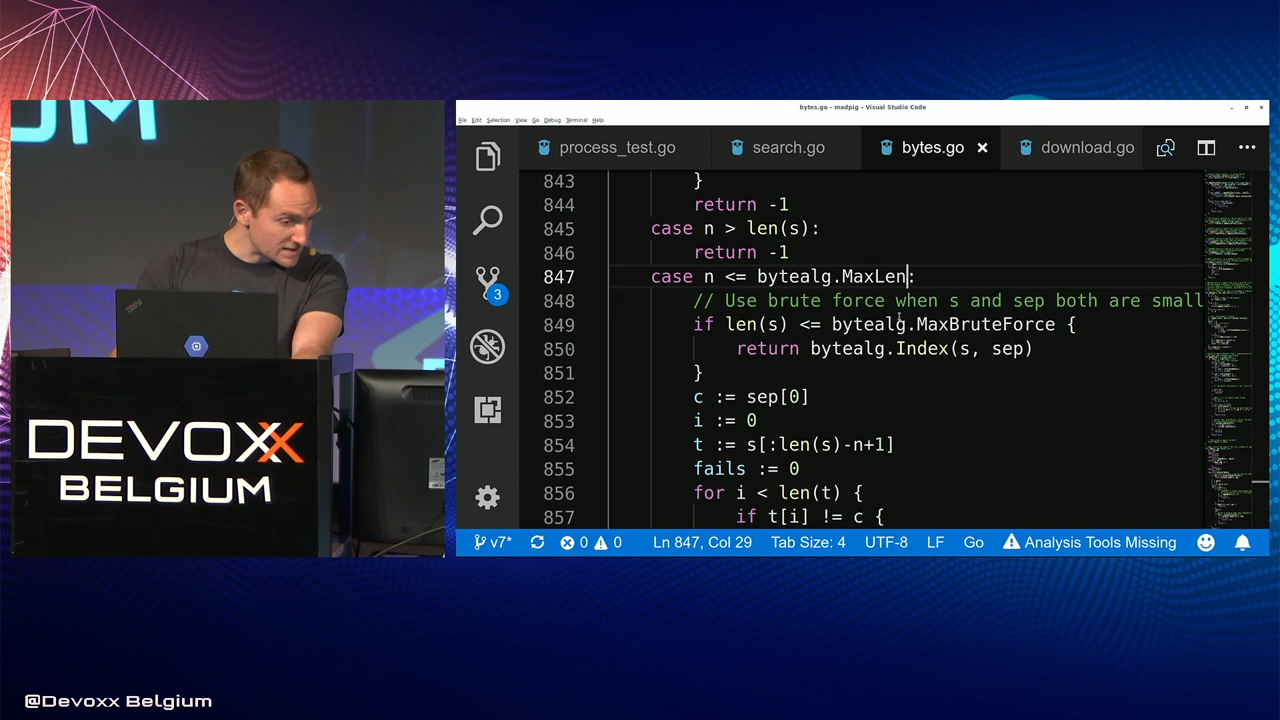 UM
ThinkPad
DEVOXX
BELGIUM
bytes.go - madpig - Visual Studio Code
File Edit Selection View Go Debug Terminal Help
process_test.go search.go bytes.go × download.go
843 }
844 return -1
845 case n > len(s):
846 return -1
847 case n <= bytealg.MaxLen:
848 // Use brute force when s and sep both are small
849 if len(s) <= bytealg.MaxBruteForce {
850 return bytealg.Index(s, sep)
851 }
852 c := sep[0]
853 i := 0
854 t := s[:len(s)-n+1]
855 fails := 0
856 for i < len(t) {
857 if t[i] != c {
3
v7* 0 0 Ln 847, Col 29 Tab Size: 4 UTF-8 LF Go Analysis Tools Missing
@Devoxx Belgium